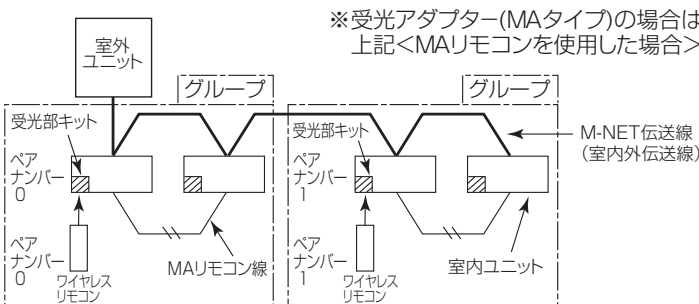 ※受光アダプター(MAタイプ)の場合は
上記<MAリモコンを使用した場合>
室外
ユニット
グループ
グループ
受光部キット
受光部キット
M-NET伝送線
(室内外伝送線)
ペア
ナンバー
0
ペア
ナンバー
1
ペア
ナンバー
0
ワイヤレス
リモコン
MAリモコン線
ペア
ナンバー
1
ワイヤレス
リモコン
室内ユニット